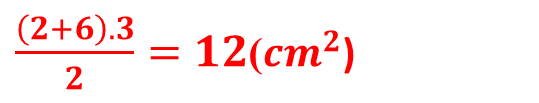 (2+6).3/2 = 12(cm²)